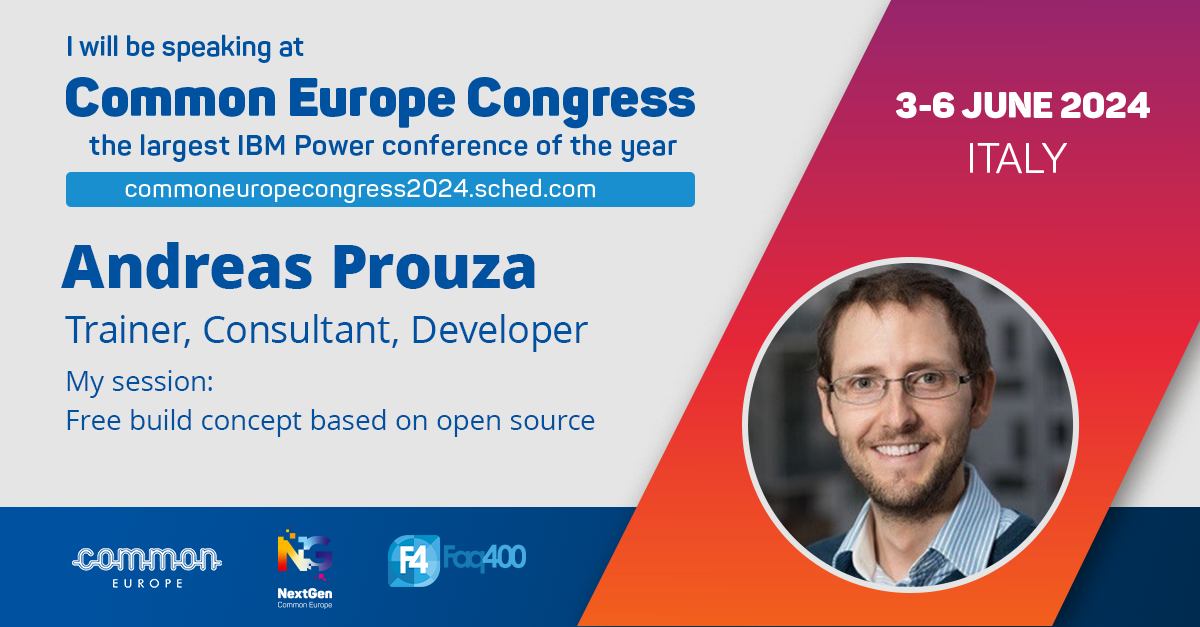 I will be speaking at
Common Europe Congress
the largest IBM Power conference of the year
commoneuropecongress2024.sched.com
Andreas Prouza
Trainer, Consultant, Developer
My session:
Free build concept based on open source
3-6 JUNE 2024
ITALY
common
EUROPE
NG
NextGen
Common Europe
F4
Faq400